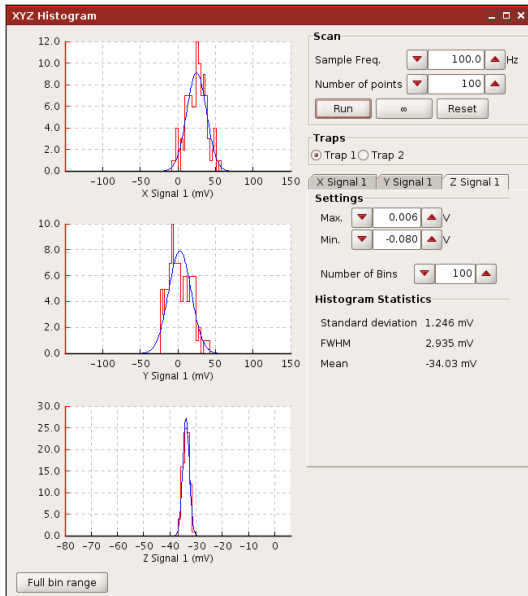 XYZ Histogram
12.0
10.0
8.0
6.0
4.0
2.0
0.0
-100 -50 0 50 100 150
X Signal 1 (mV)
10.0
8.0
6.0
4.0
2.0
0.0
-100 -50 0 50 100 150
Y Signal 1 (mV)
30.0
25.0
20.0
15.0
10.0
5.0
0.0
-80 -70 -60 -50 -40 -30 -20 -10 0
Z Signal 1 (mV)
Full bin range
Scan
Sample Freq. 100.0 Hz
Number of points 100
Run ∞ Reset
Traps
Trap 1 Trap 2
X Signal 1 Y Signal 1 Z Signal 1
Settings
Max. 0.006 V
Min. -0.080 V
Number of Bins 100
Histogram Statistics
Standard deviation 1.246 mV
FWHM 2.935 mV
Mean -34.03 mV